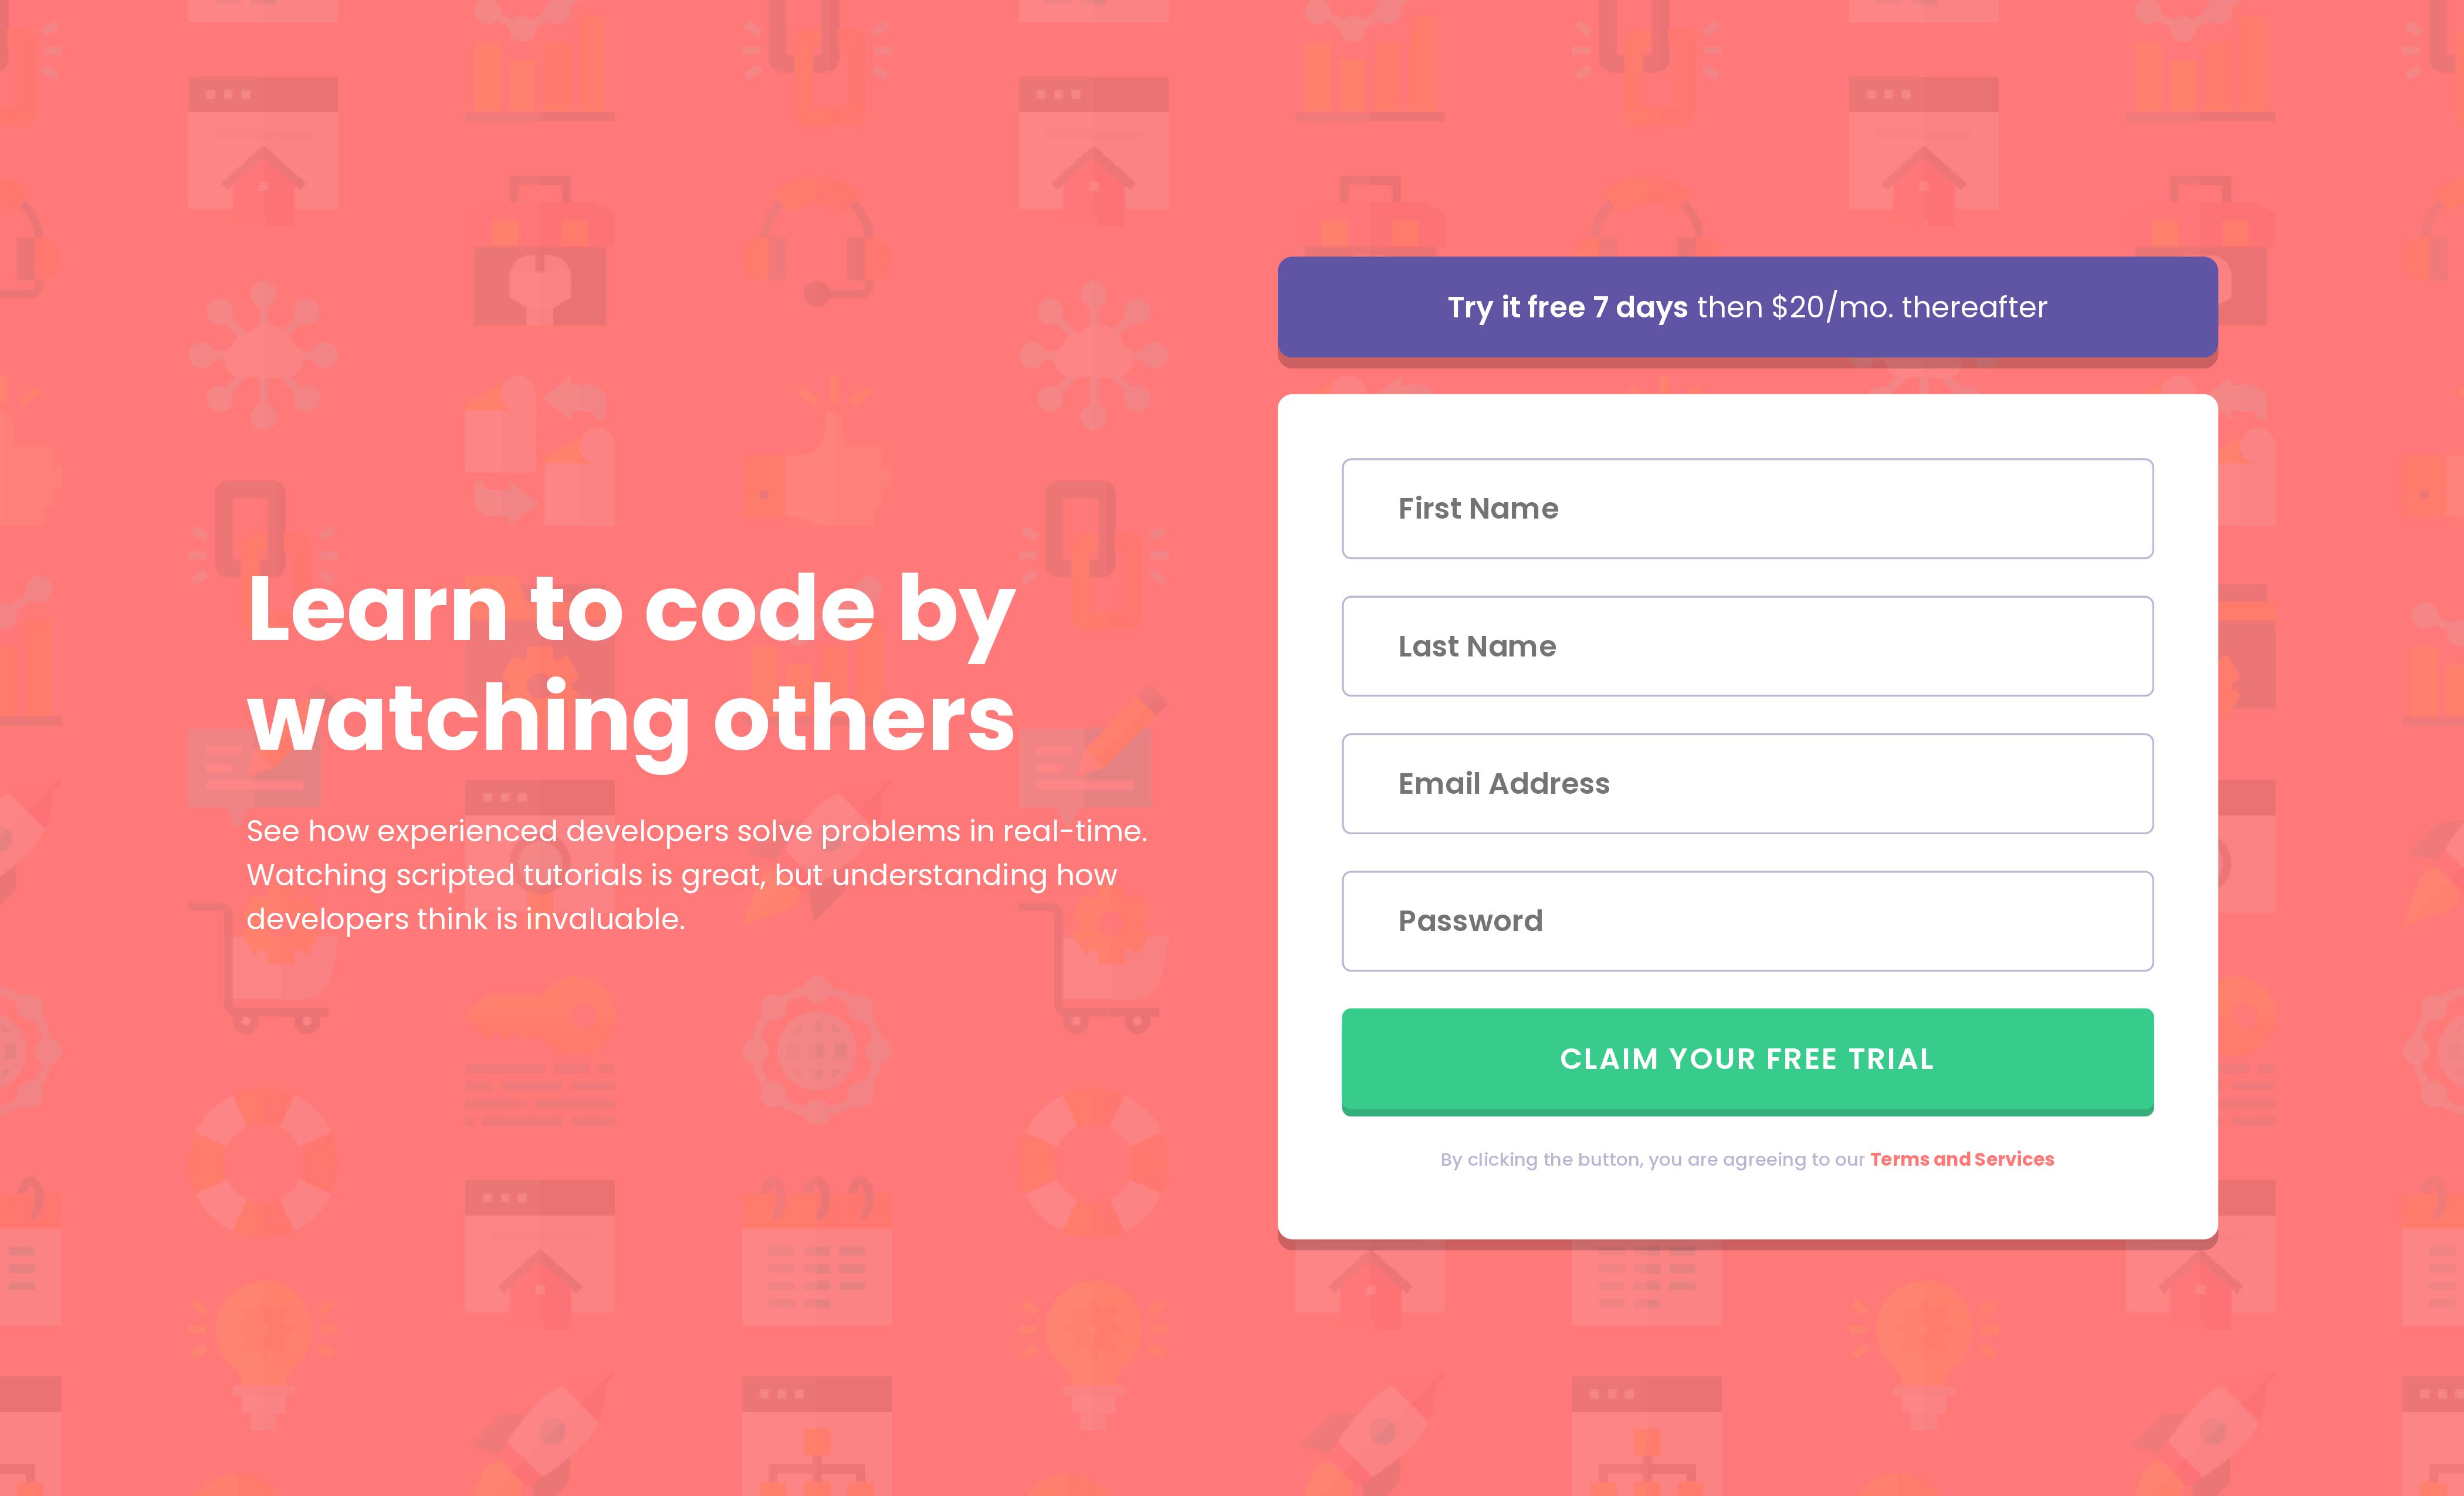 Learn to code by
watching others
See how experienced developers solve problems in real-time.
Watching scripted tutorials is great, but understanding how
developers think is invaluable.
Try it free 7 days then $20/mo. thereafter
First Name
Last Name
Email Address
Password
CLAIM YOUR FREE TRIAL
By clicking the button, you are agreeing to our Terms and Services